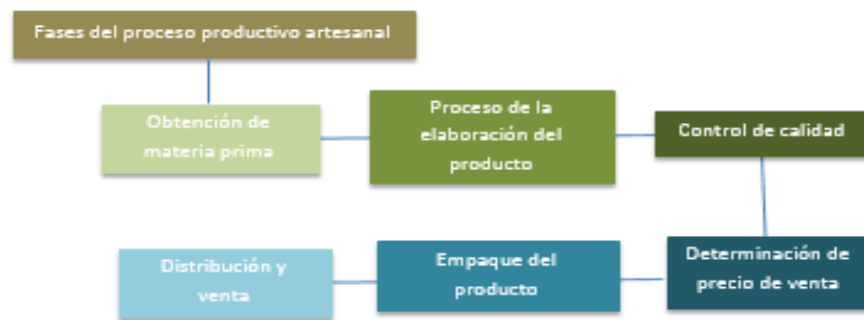 Fases del proceso productivo artesanal
Obtención de
materia prima
Proceso de la
elaboración del
producto
Control de calidad
Determinación de
precio de venta
Empaque del
producto
Distribución y
venta